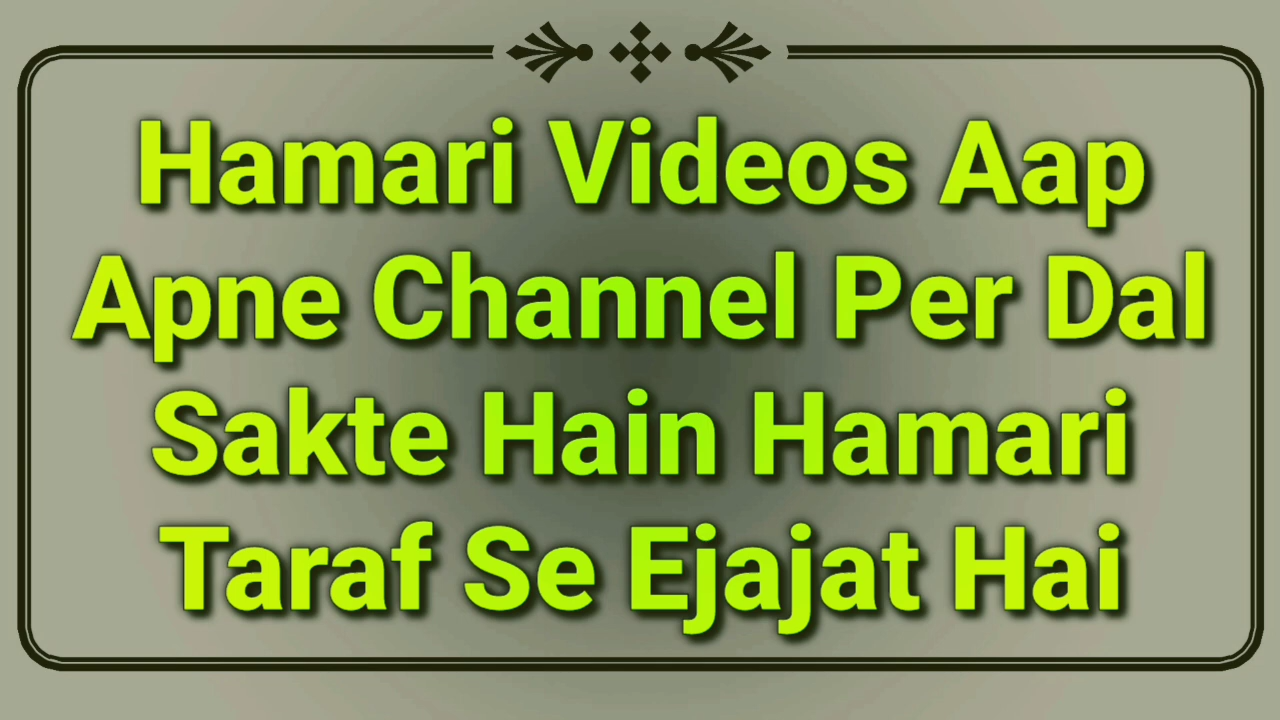 Hamari Videos Aap
Apne Channel Per Dal
Sakte Hain Hamari
Taraf Se Ejajat Hai